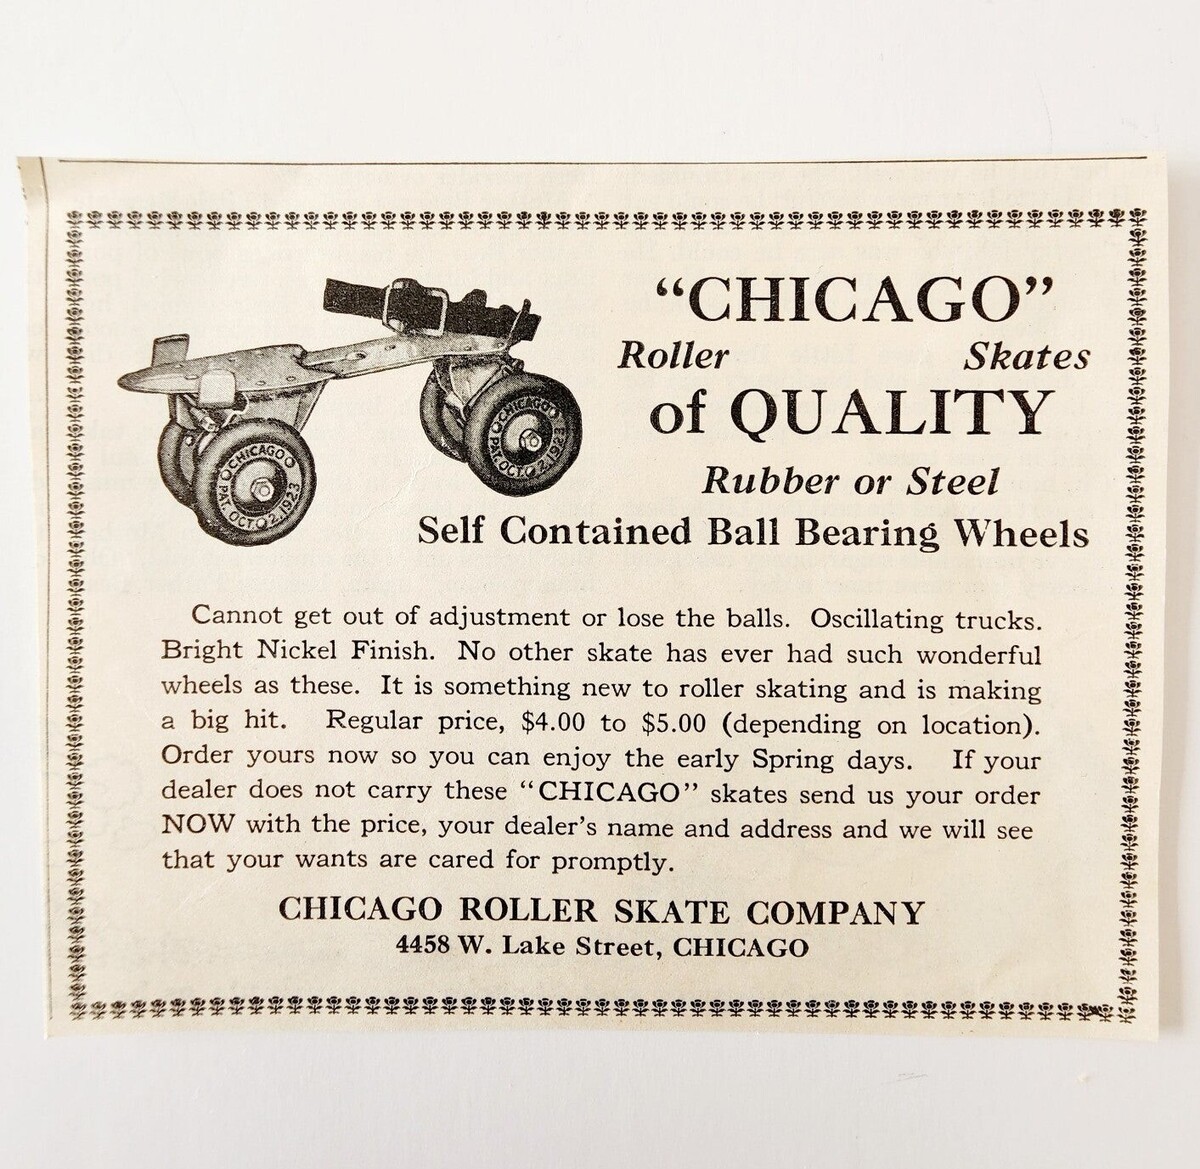 "CHICAGO"
Roller Skates
of QUALITY
Rubber or Steel
Self Contained Ball Bearing Wheels
CHICAGO
PAT. OCT. 2, 1923
CHICAGO
PAT. OCT. 2, 1923
Cannot get out of adjustment or lose the balls. Oscillating trucks.
Bright Nickel Finish. No other skate has ever had such wonderful
wheels as these. It is something new to roller skating and is making
a big hit. Regular price, $4.00 to $5.00 (depending on location).
Order yours now so you can enjoy the early Spring days. If your
dealer does not carry these "CHICAGO" skates send us your order
NOW with the price, your dealer's name and address and we will see
that your wants are cared for promptly.
CHICAGO ROLLER SKATE COMPANY
4458 W. Lake Street, CHICAGO